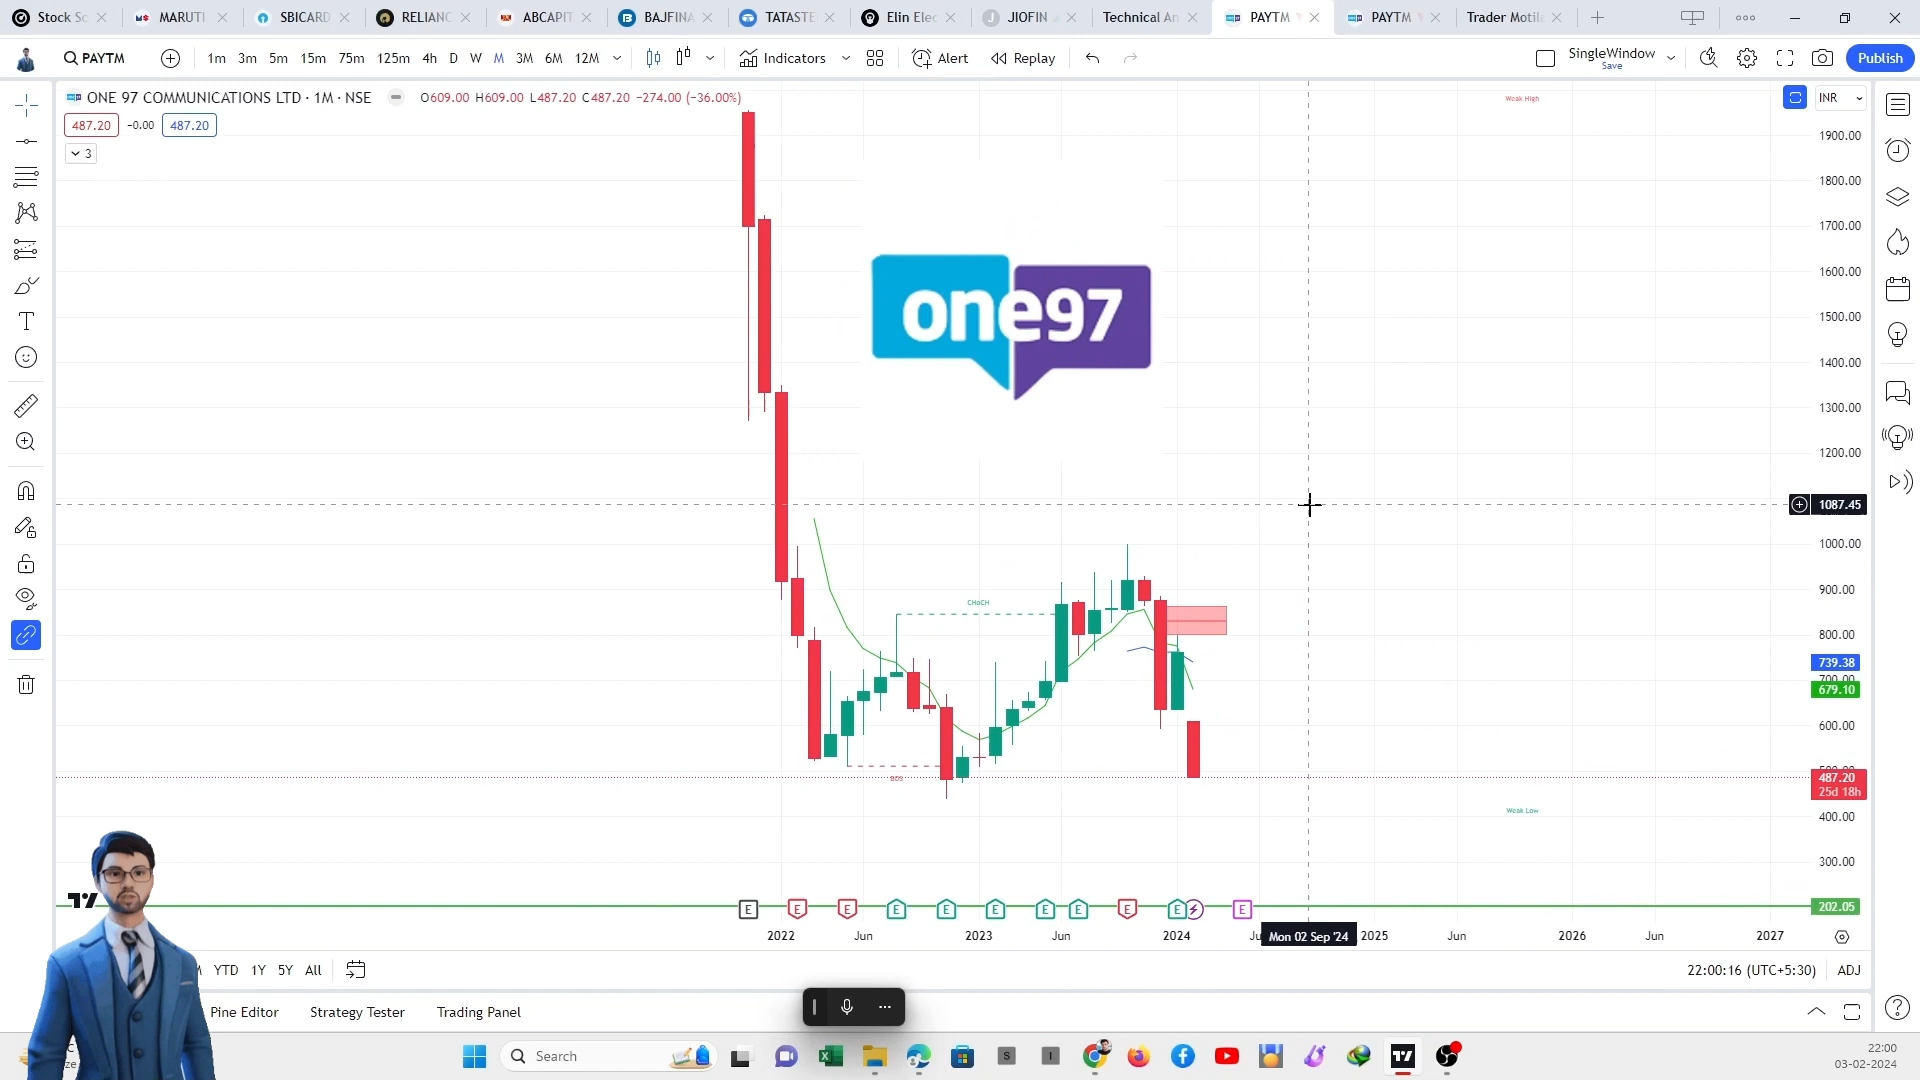 Stock Sc MARUTI SBICARD RELIANC ABCAPIT BAJFINA TATASTE Elin Elec JIOFIN Technical An PAYTM PAYTM Trader Motila
PAYTM 1m 3m 5m 15m 75m 125m 4h D W M 3M 6M 12M Indicators Alert Replay SingleWindow Save Publish
ONE 97 COMMUNICATIONS LTD · 1M · NSE O609.00 H609.00 L487.20 C487.20 −274.00 (−36.00%)
Weak High
INR
487.20 -0.00 487.20
3
1900.00
1800.00
1700.00
1600.00
1500.00
1400.00
1300.00
1200.00
1087.45
1000.00
900.00
800.00
739.38
700.00
679.10
600.00
500.00
487.20
25d 18h
400.00
300.00
202.05
one97
CHoCH
BOS
Weak Low
E E E E E E E E E E E
2022 Jun 2023 Jun 2024 Mon 02 Sep '24 2025 Jun 2026 Jun 2027
YTD 1Y 5Y All 22:00:16 (UTC+5:30) ADJ
Pine Editor Strategy Tester Trading Panel
Search
S I
22:00
03-02-2024